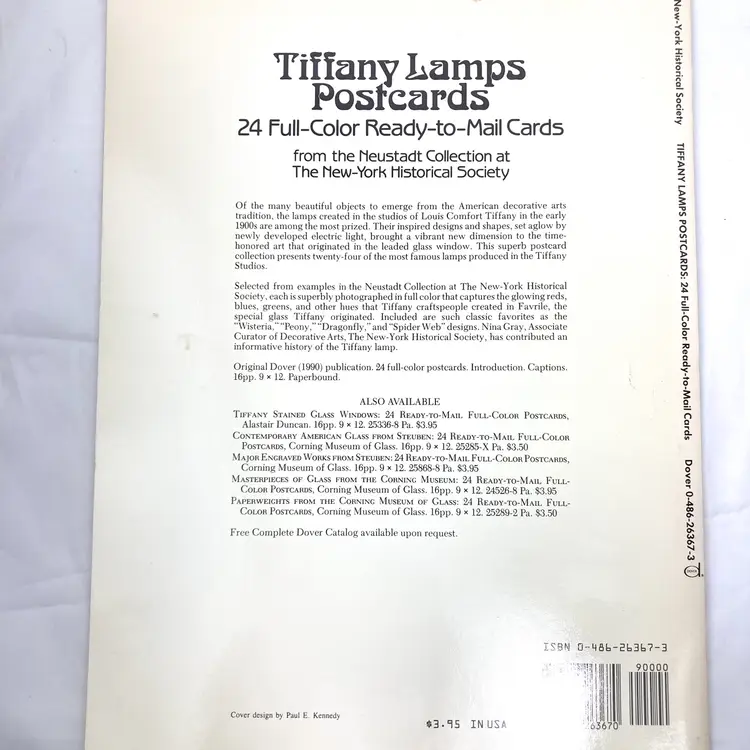 Tiffany Lamps
Postcards
24 Full-Color Ready-to-Mail Cards
from the Neustadt Collection at
The New-York Historical Society
Of the many beautiful objects to emerge from the American decorative arts
tradition, the lamps created in the studios of Louis Comfort Tiffany in the early
1900s are among the most prized. Their inspired designs and shapes, set aglow by
newly developed electric light, brought a vibrant new dimension to the time-
honored art that originated in the leaded glass window. This superb postcard
collection presents twenty-four of the most famous lamps produced in the Tiffany
Studios.
Selected from examples in the Neustadt Collection at The New-York Historical
Society, each is superbly photographed in full color that captures the glowing reds,
blues, greens, and other hues that Tiffany craftspeople created in Favrile, the
special glass Tiffany originated. Included are such classic favorites as the
"Wisteria," "Peony," "Dragonfly," and "Spider Web" designs. Nina Gray, Associate
Curator of Decorative Arts, The New-York Historical Society, has contributed an
informative history of the Tiffany lamp.
Original Dover (1990) publication. 24 full-color postcards. Introduction. Captions.
16pp. 9 × 12. Paperbound.
ALSO AVAILABLE
TIFFANY STAINED GLASS WINDOWS: 24 READY-TO-MAIL FULL-COLOR POSTCARDS,
Alastair Duncan. 16pp. 9 × 12. 25336-8 Pa. $3.95
CONTEMPORARY AMERICAN GLASS FROM STEUBEN: 24 READY-TO-MAIL FULL-COLOR
POSTCARDS, Corning Museum of Glass. 16pp. 9 × 12. 25285-X Pa. $3.50
MAJOR ENGRAVED WORKS FROM STEUBEN: 24 READY-TO-MAIL FULL-COLOR POSTCARDS,
Corning Museum of Glass. 16pp. 9 × 12. 25868-8 Pa. $3.95
MASTERPIECES OF GLASS FROM THE CORNING MUSEUM: 24 READY-TO-MAIL FULL-
COLOR POSTCARDS, Corning Museum of Glass. 16pp. 9 × 12. 24526-8 Pa. $3.95
PAPERWEIGHTS FROM THE CORNING MUSEUM OF GLASS: 24 READY-TO-MAIL FULL-
COLOR POSTCARDS, Corning Museum of Glass. 16pp. 9 × 12. 25289-2 Pa. $3.50
Free Complete Dover Catalog available upon request.
ISBN 0-486-26367-3
90000
63670
Cover design by Paul E. Kennedy
$3.95 IN USA
New-York Historical Society TIFFANY LAMPS POSTCARDS: 24 Full-Color Ready-to-Mail Cards Dover 0-486-26367-3